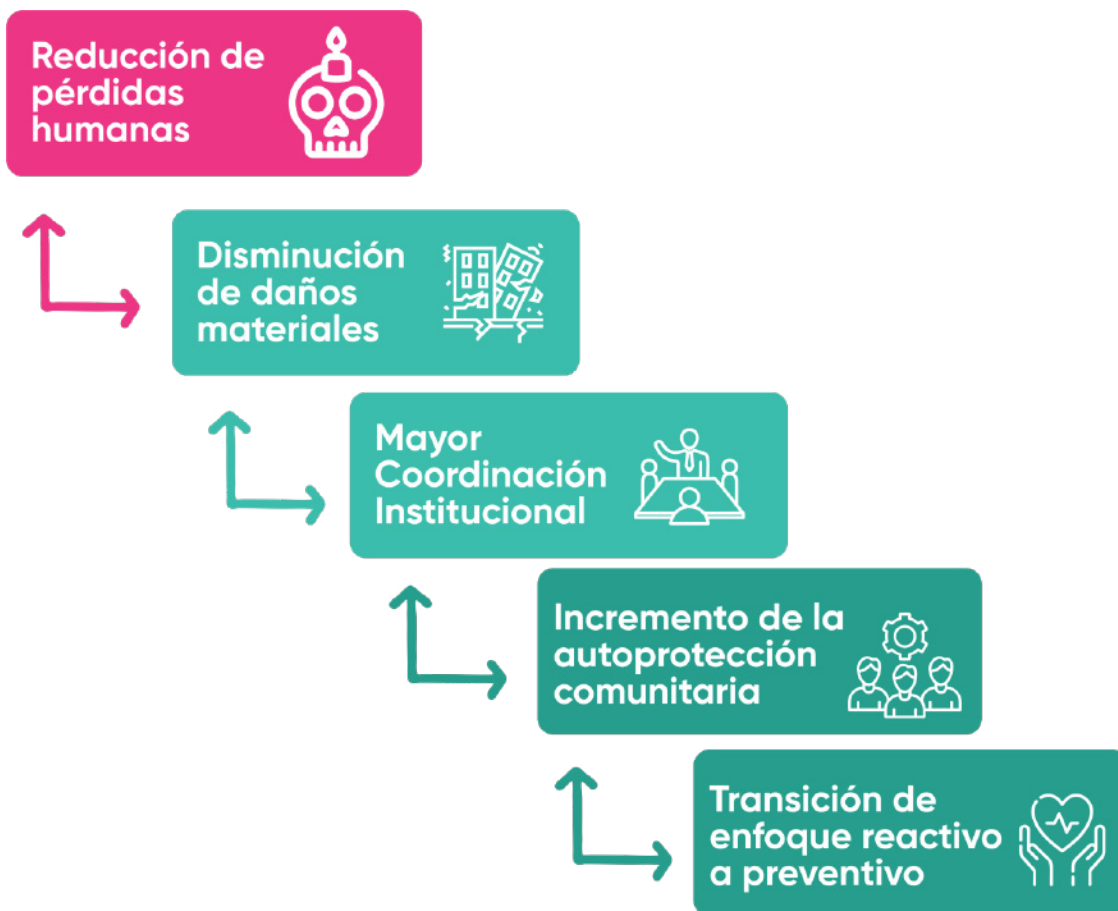 Reducción de
pérdidas
humanas
Disminución
de daños
materiales
Mayor
Coordinación
Institucional
Incremento de la
autoprotección
comunitaria
Transición de
enfoque reactivo
a preventivo